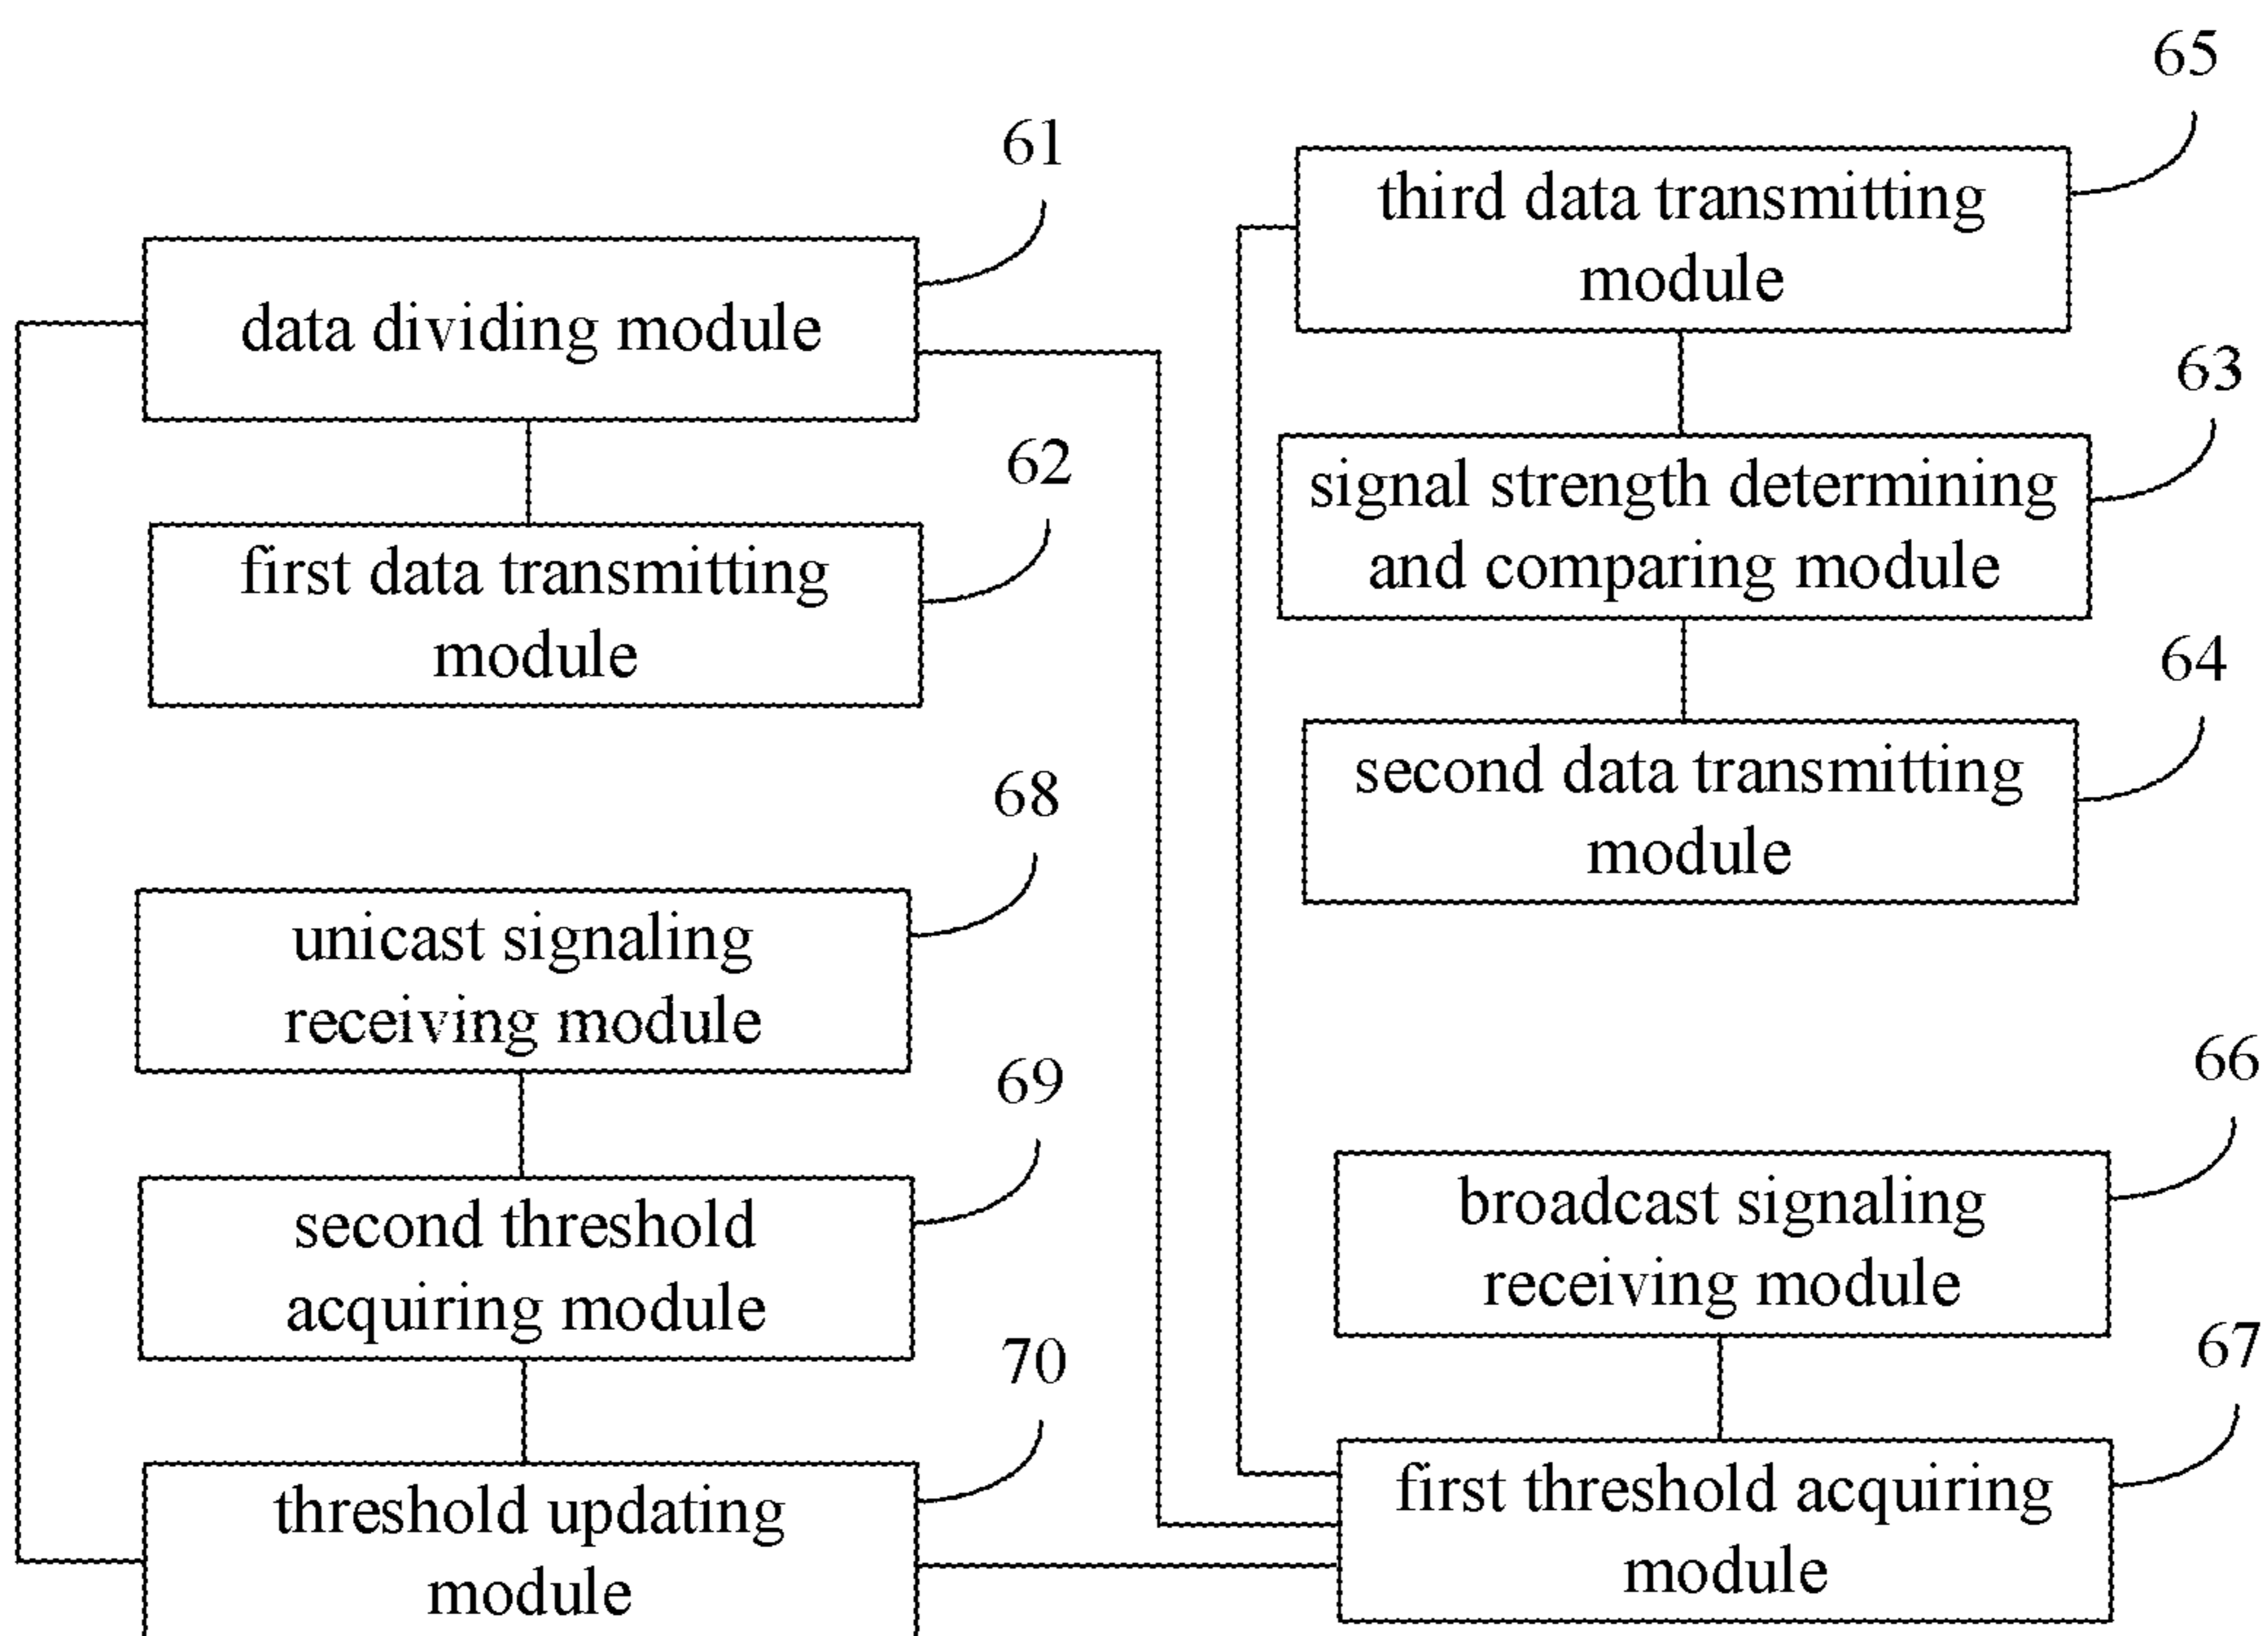 61
data dividing module
62
first data transmitting
module
68
unicast signaling
receiving module
69
second threshold
acquiring module
70
threshold updating
module
65
third data transmitting
module
63
signal strength determining
and comparing module
64
second data transmitting
module
66
broadcast signaling
receiving module
67
first threshold acquiring
module